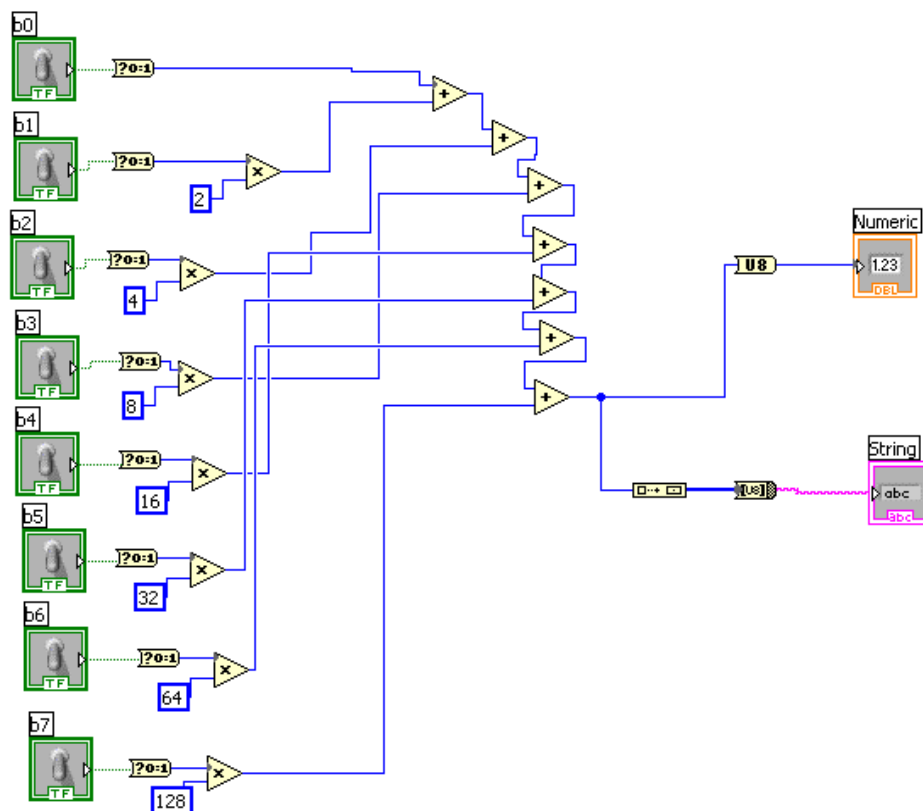 b0
?0:1
TF
+
b1
?0:1
×
+
TF
2
+
b2
?0:1
Numeric
×
+
U8
1.23
TF
4
DBL
+
b3
?0:1
+
×
TF
8
+
b4
String
?0:1
×
[U8]
abc
TF
16
abc
b5
?0:1
×
TF
32
b6
?0:1
×
TF
64
b7
?0:1
×
TF
128